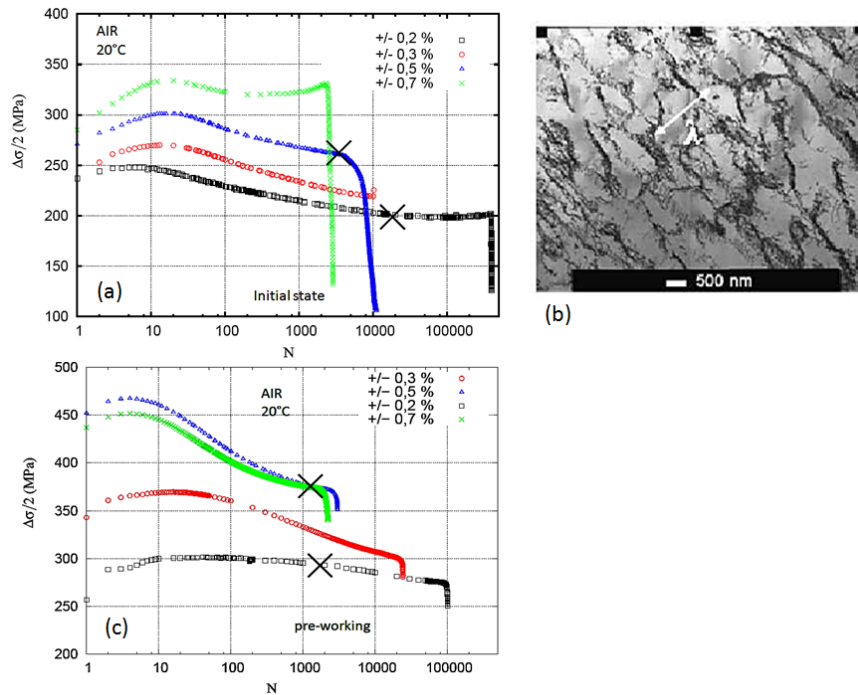 400
350
300
250
200
150
100
Δσ/2 (MPa)
AIR
20°C
+/- 0,2 %
+/- 0,3 %
+/- 0,5 %
+/- 0,7 %
(a)
Initial state
1 10 100 1000 10000 100000
N
λ
500 nm
(b)
500
450
400
350
300
250
200
Δσ/2 (MPa)
AIR
20°C
+/− 0,3 %
+/− 0,5 %
+/− 0,2 %
+/− 0,7 %
(c)
pre-working
1 10 100 1000 10000 100000
N